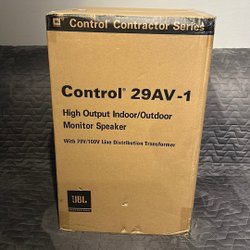 Control® Contractor Series
Control® 29AV-1
High Output Indoor/Outdoor
Monitor Speaker
With 70V/100V Line Distribution Transformer
JBL